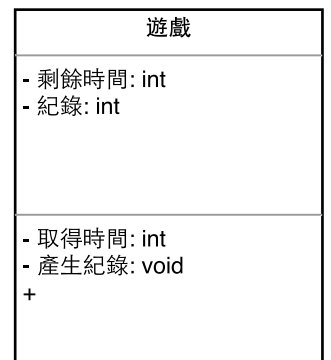 遊戲
- 剩餘時間: int
- 紀錄: int
- 取得時間: int
- 產生紀錄: void
+